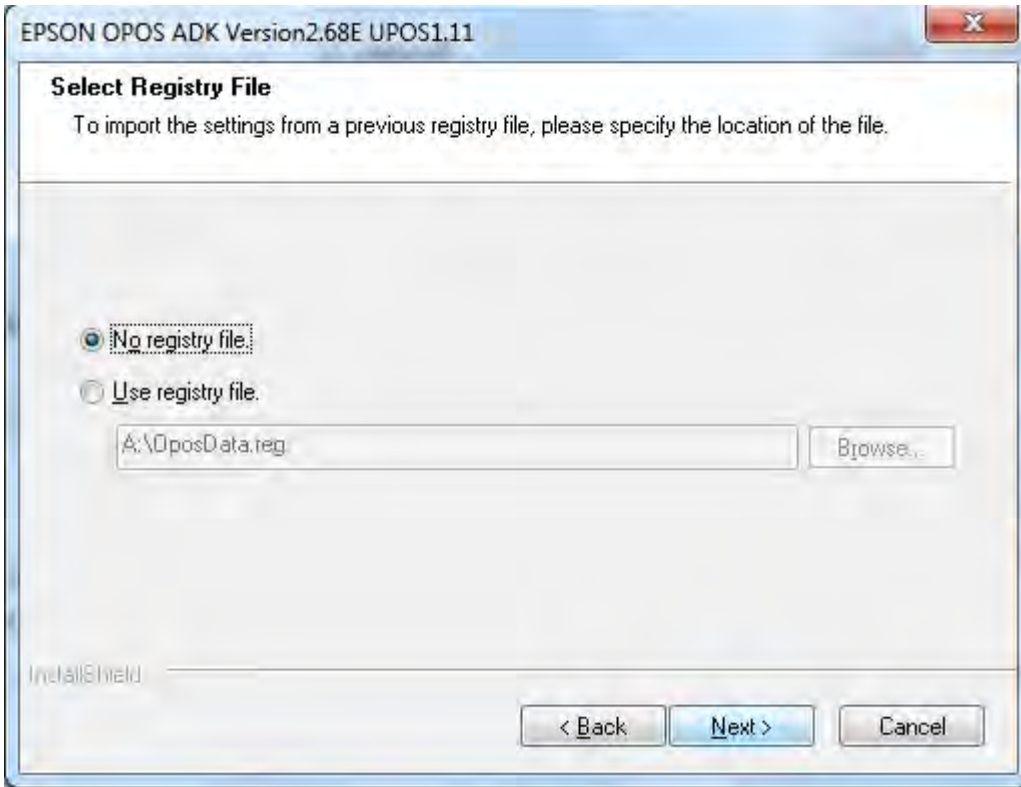 EPSON OPOS ADK Version2.68E UPOS1.11
Select Registry File
To import the settings from a previous registry file, please specify the location of the file.
No registry file.
Use registry file.
A:\OposData.reg
Browse...
InstallShield
< Back
Next >
Cancel